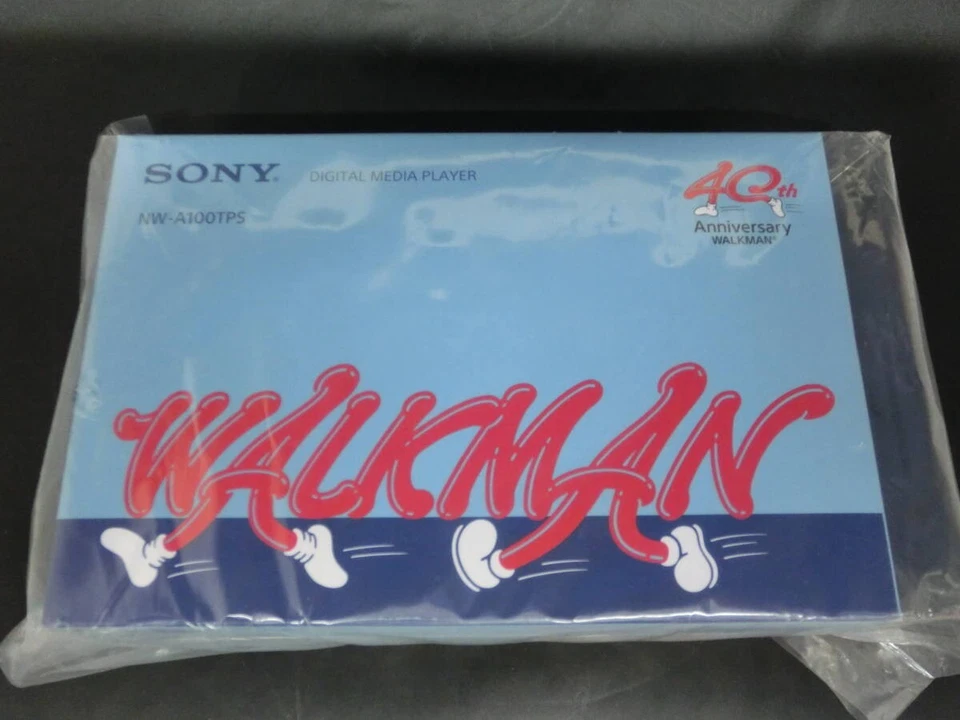 SONY®
DIGITAL MEDIA PLAYER
NW-A100TPS
40th
Anniversary
WALKMAN®
WALKMAN